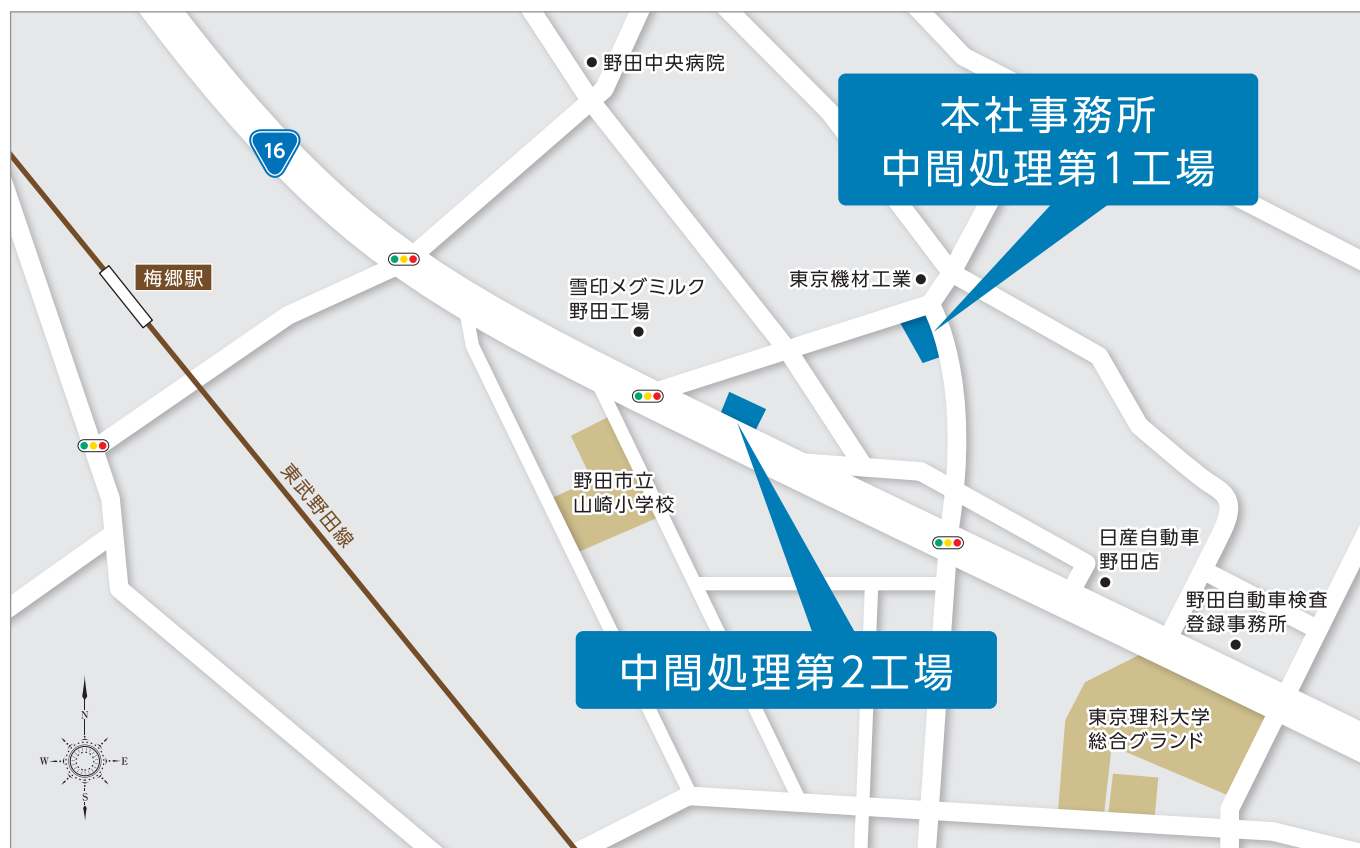 野田中央病院
本社事務所
中間処理第1工場
16
梅郷駅
東京機材工業
雪印メグミルク
野田工場
東武野田線
野田市立
山崎小学校
日産自動車
野田店
野田自動車検査
登録事務所
中間処理第2工場
東京理科大学
総合グランド
N
W
E
S